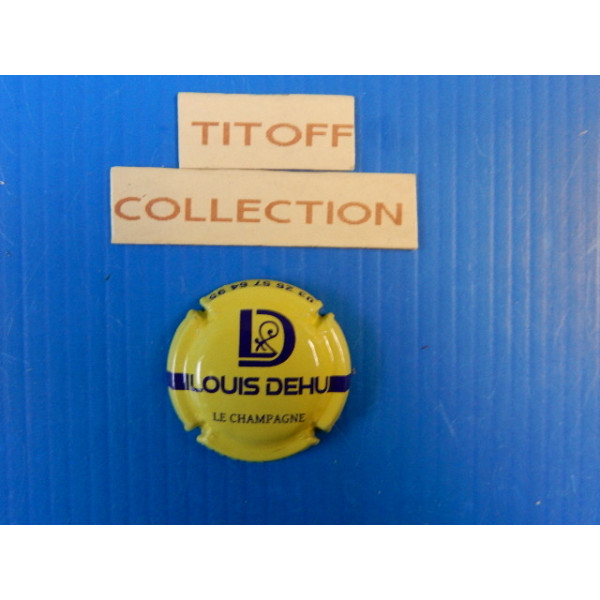 TITOFF
COLLECTION
03 26 57 64 95
LD
LOUIS DEHU
LE CHAMPAGNE